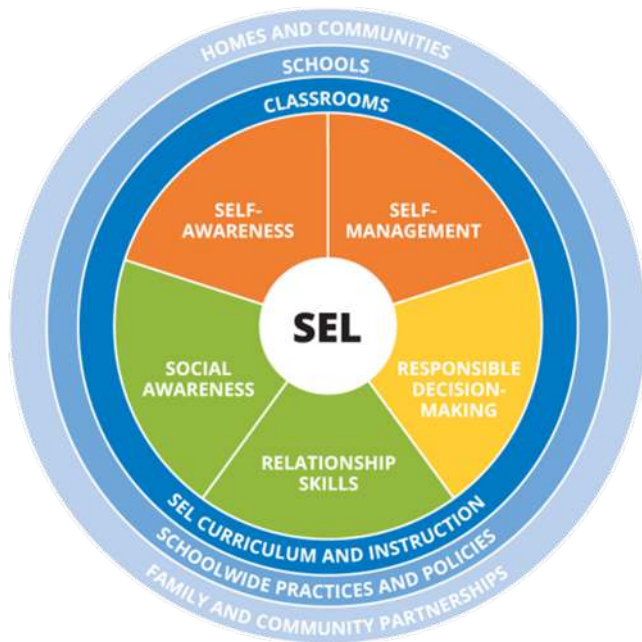 HOMES AND COMMUNITIES
SCHOOLS
CLASSROOMS
SELF-
AWARENESS
SELF-
MANAGEMENT
SEL
SOCIAL
AWARENESS
RESPONSIBLE
DECISION-
MAKING
RELATIONSHIP
SKILLS
SEL CURRICULUM AND INSTRUCTION
SCHOOLWIDE PRACTICES AND POLICIES
FAMILY AND COMMUNITY PARTNERSHIPS